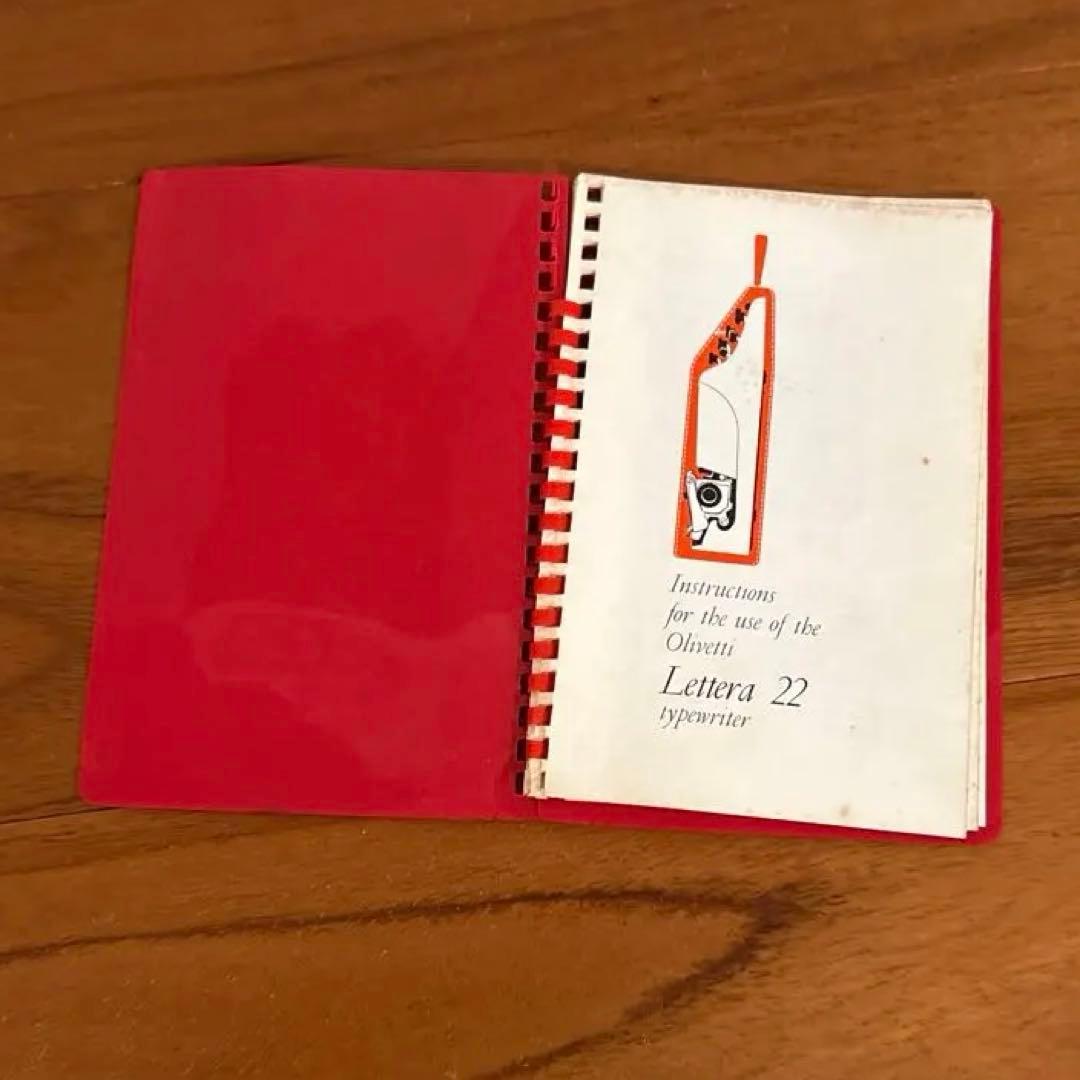 Instructions
for the use of the
Olivetti
Lettera 22
typewriter